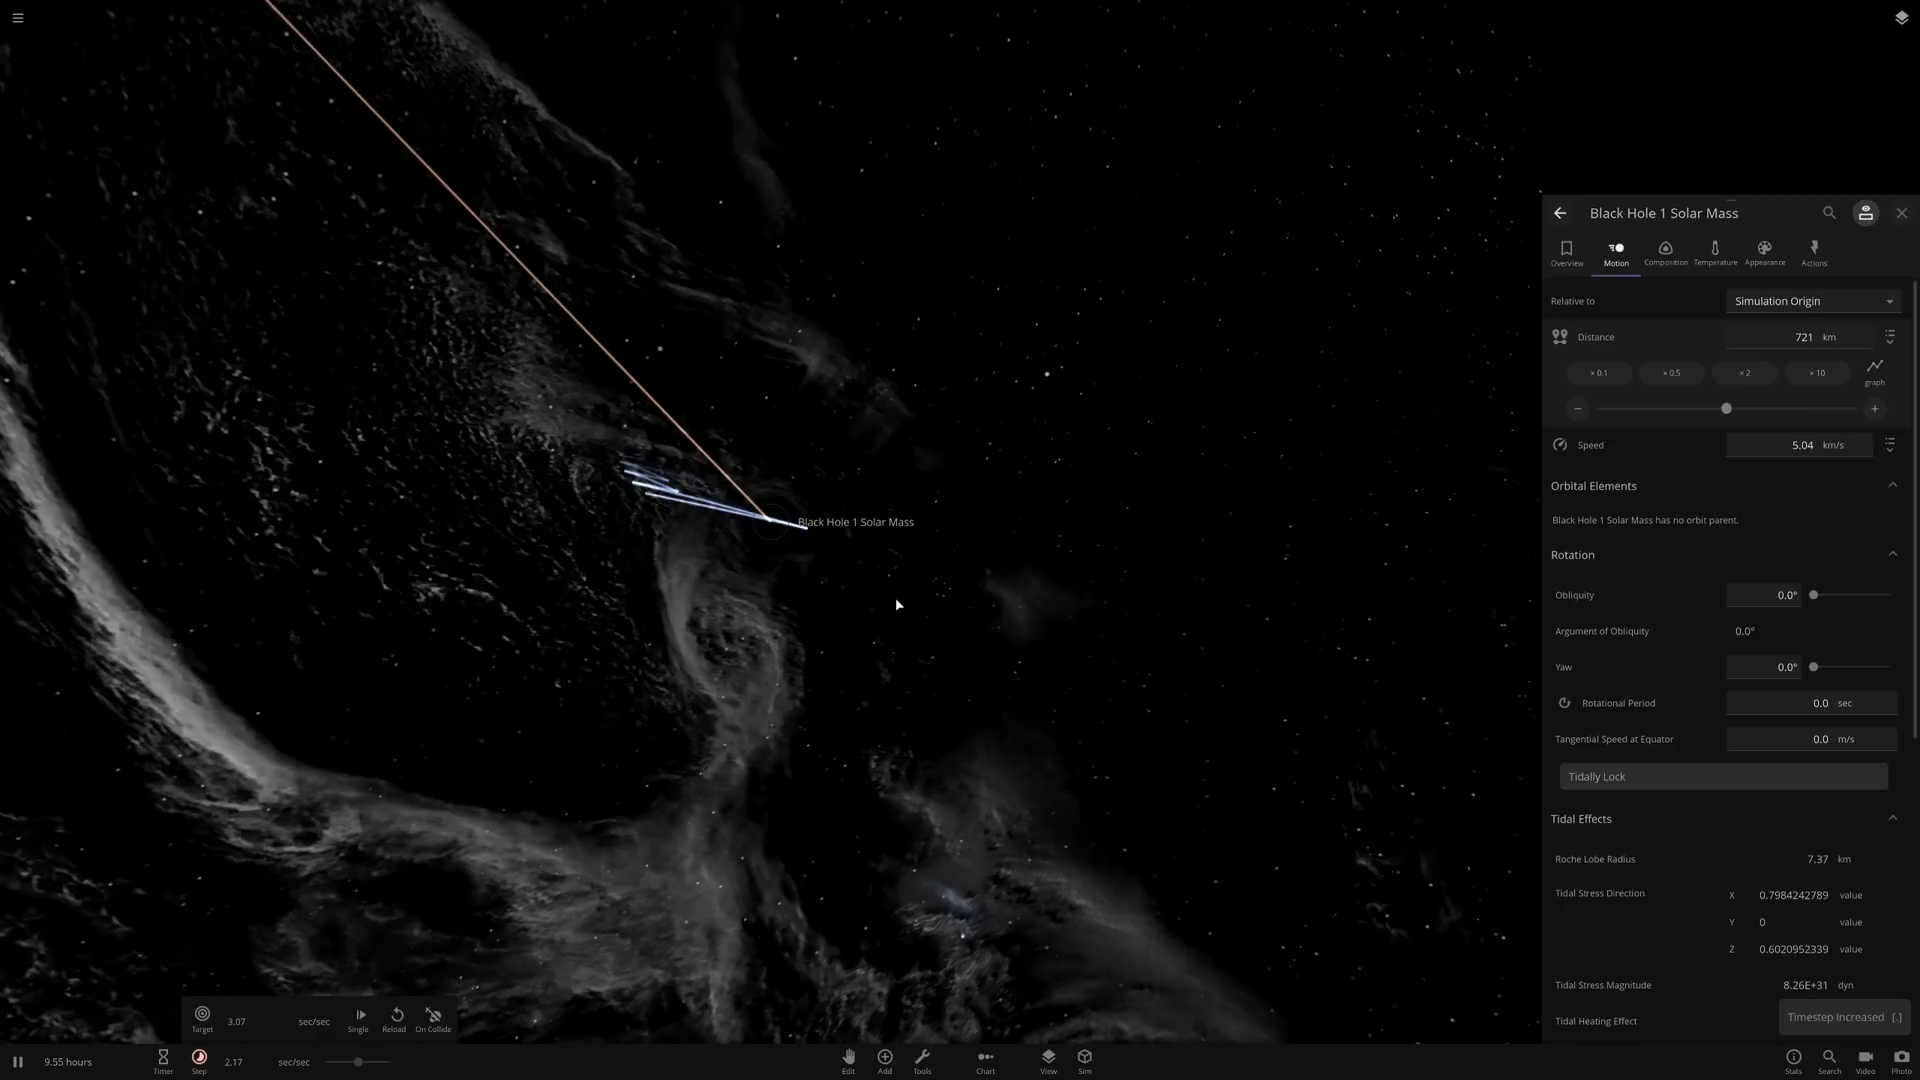 Black Hole 1 Solar Mass
Overview
Motion
Composition
Temperature
Appearance
Actions
Relative to
Simulation Origin
Distance
721 km
× 0.1
× 0.5
× 2
× 10
graph
Speed
5.04 km/s
Orbital Elements
Black Hole 1 Solar Mass has no orbit parent.
Black Hole 1 Solar Mass
Rotation
Obliquity
0.0°
Argument of Obliquity
0.0°
Yaw
0.0°
Rotational Period
0.0 sec
Tangential Speed at Equator
0.0 m/s
Tidally Lock
Tidal Effects
Roche Lobe Radius
7.37 km
Tidal Stress Direction
X 0.7984242789 value
Y 0 value
Z 0.6020952339 value
Tidal Stress Magnitude
8.26E+31 dyn
Tidal Heating Effect
Timestep Increased [.]
Target
3.07 sec/sec
Single
Reload
On Collide
9.55 hours
Timer
Step
2.17 sec/sec
Edit
Add
Tools
Chart
View
Sim
Stats
Search
Video
Photo